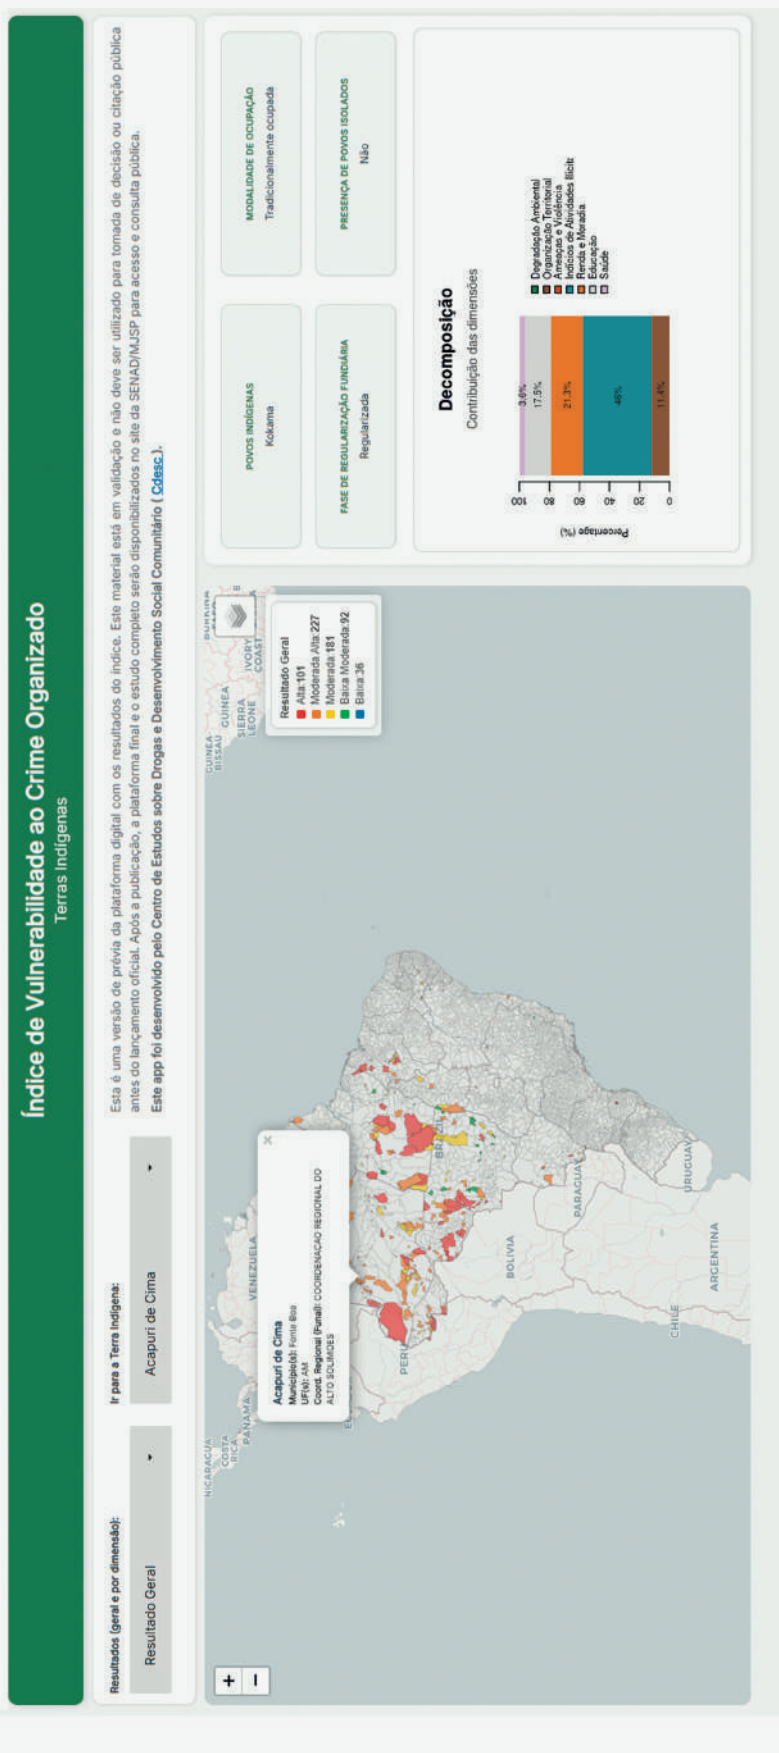 Índice de Vulnerabilidade ao Crime Organizado
Terras Indígenas
Resultados (geral e por dimensão):
Resultado Geral
Ir para a Terra Indígena:
Acapuri de Cima
Esta é uma versão de prévia da plataforma digital com os resultados do índice. Este material está em validação e não deve ser utilizado para tomada de decisão ou citação pública
antes do lançamento oficial. Após a publicação, a plataforma final e o estudo completo serão disponibilizados no site da SENAD/MJSP para acesso e consulta pública.
Este app foi desenvolvido pelo Centro de Estudos sobre Drogas e Desenvolvimento Social Comunitário ( Cdesc ).
+
−
NICARAGUA
COSTA
RICA
PANAMA
VENEZUELA
PERU
BOLIVIA
PARAGUAY
CHILE
ARGENTINA
URUGUAY
GUINEA-
BISSAU
GUINEA
SIERRA
LEONE
IVORY
COAST
Acapuri de Cima
Município(s): Fonte Boa
UF(s): AM
Coord. Regional (Funai): COORDENACAO REGIONAL DO
ALTO SOLIMOES
Resultado Geral
Alta:101
Moderada Alta:227
Moderada:181
Baixa Moderada:92
Baixa:36
POVOS INDÍGENAS
Kokama
MODALIDADE DE OCUPAÇÃO
Tradicionalmente ocupada
FASE DE REGULARIZAÇÃO FUNDIÁRIA
Regularizada
PRESENÇA DE POVOS ISOLADOS
Não
Decomposição
Contribuição das dimensões
Percentage (%)
100
80
60
40
20
0
3.6%
17.5%
21.3%
46%
11.4%
Degradação Ambiental
Organização Territorial
Ameaças e Violência
Indícios de Atividades Ilícita
Renda e Moradia
Educação
Saúde